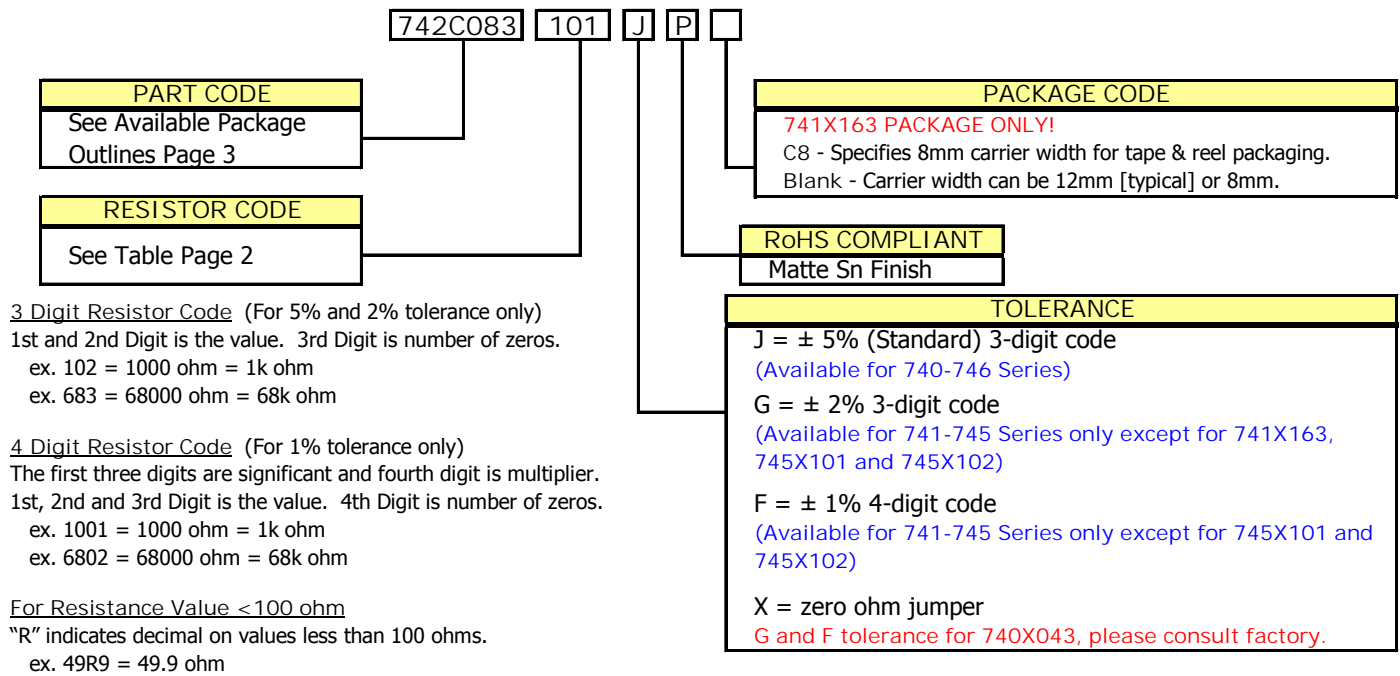 742C083 101 J P
PART CODE
See Available Package
Outlines Page 3
RESISTOR CODE
See Table Page 2
PACKAGE CODE
741X163 PACKAGE ONLY!
C8 - Specifies 8mm carrier width for tape & reel packaging.
Blank - Carrier width can be 12mm [typical] or 8mm.
RoHS COMPLIANT
Matte Sn Finish
3 Digit Resistor Code (For 5% and 2% tolerance only)
1st and 2nd Digit is the value. 3rd Digit is number of zeros.
ex. 102 = 1000 ohm = 1k ohm
ex. 683 = 68000 ohm = 68k ohm
4 Digit Resistor Code (For 1% tolerance only)
The first three digits are significant and fourth digit is multiplier.
1st, 2nd and 3rd Digit is the value. 4th Digit is number of zeros.
ex. 1001 = 1000 ohm = 1k ohm
ex. 6802 = 68000 ohm = 68k ohm
For Resistance Value <100 ohm
“R” indicates decimal on values less than 100 ohms.
ex. 49R9 = 49.9 ohm
TOLERANCE
J = ± 5% (Standard) 3-digit code
(Available for 740-746 Series)
G = ± 2% 3-digit code
(Available for 741-745 Series only except for 741X163,
745X101 and 745X102)
F = ± 1% 4-digit code
(Available for 741-745 Series only except for 745X101 and
745X102)
X = zero ohm jumper
G and F tolerance for 740X043, please consult factory.